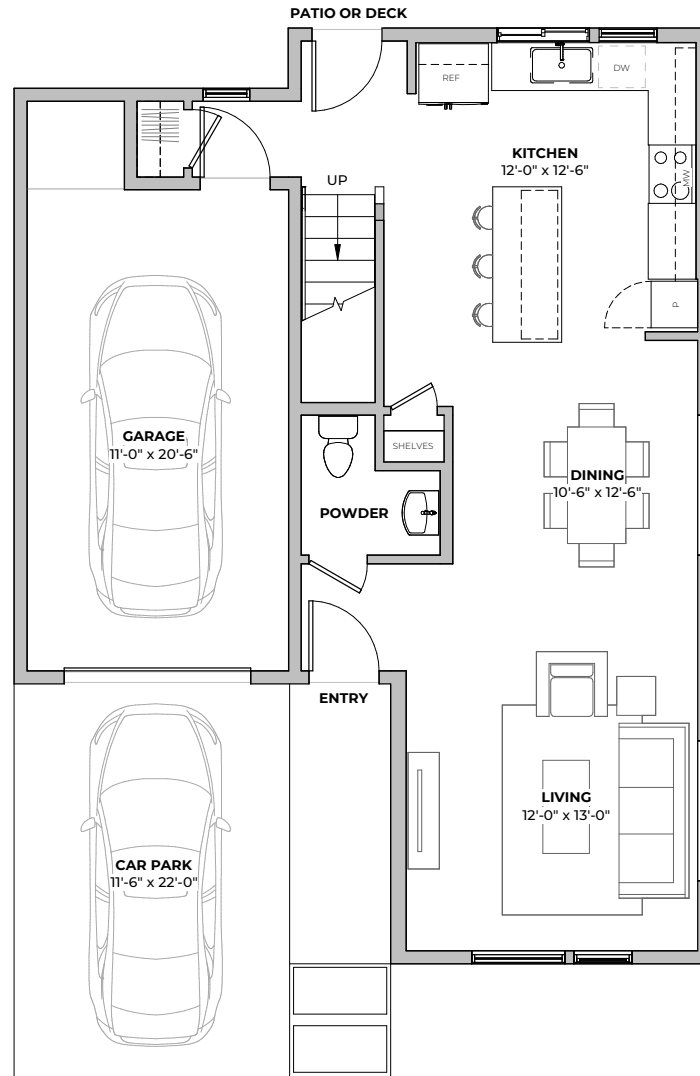 PATIO OR DECK
REF
DW
KITCHEN
12'-0" x 12'-6"
MW
UP
P
GARAGE
11'-0" x 20'-6"
SHELVES
DINING
10'-6" x 12'-6"
POWDER
ENTRY
LIVING
12'-0" x 13'-0"
CAR PARK
11'-6" x 22'-0"